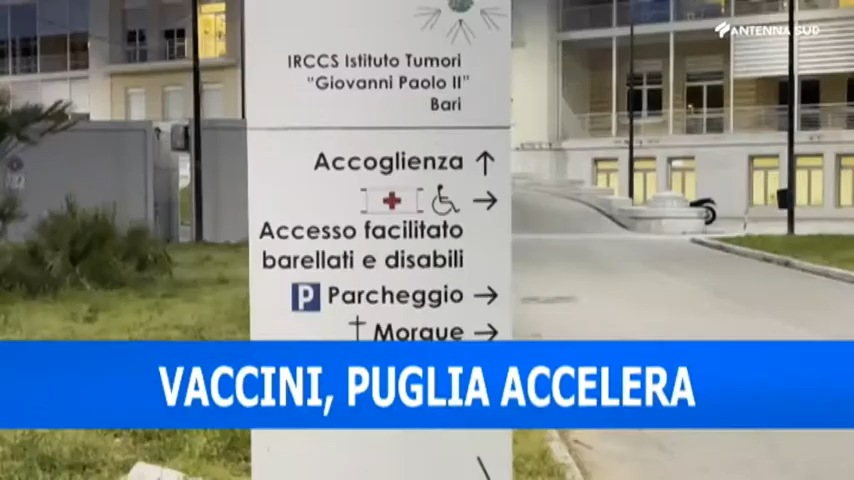 ANTENNA SUD
IRCCS Istituto Tumori
"Giovanni Paolo II"
Bari
Accoglienza
Accesso facilitato
barellati e disabili
P Parcheggio
Morgue
VACCINI, PUGLIA ACCELERA